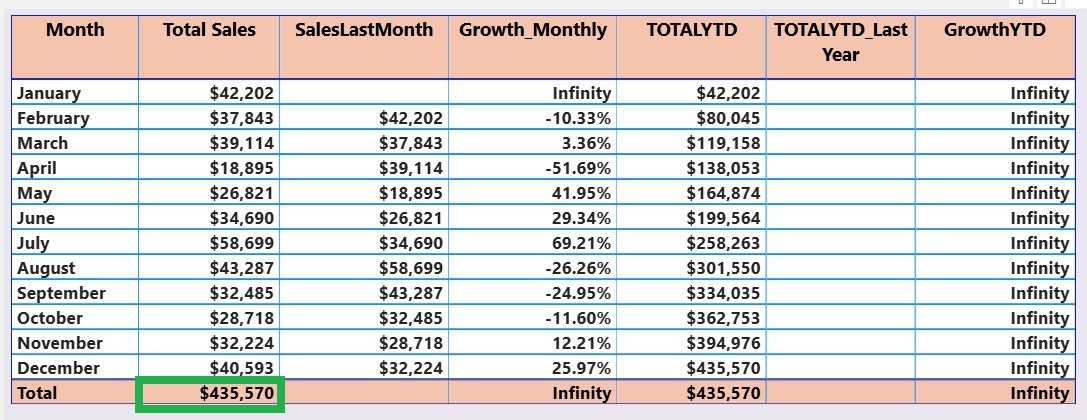 Month Total Sales SalesLastMonth Growth_Monthly TOTALYTD TOTALYTD_Last GrowthYTD
Year
January $42,202 Infinity $42,202 Infinity
February $37,843 $42,202 -10.33% $80,045 Infinity
March $39,114 $37,843 3.36% $119,158 Infinity
April $18,895 $39,114 -51.69% $138,053 Infinity
May $26,821 $18,895 41.95% $164,874 Infinity
June $34,690 $26,821 29.34% $199,564 Infinity
July $58,699 $34,690 69.21% $258,263 Infinity
August $43,287 $58,699 -26.26% $301,550 Infinity
September $32,485 $43,287 -24.95% $334,035 Infinity
October $28,718 $32,485 -11.60% $362,753 Infinity
November $32,224 $28,718 12.21% $394,976 Infinity
December $40,593 $32,224 25.97% $435,570 Infinity
Total $435,570 Infinity $435,570 Infinity